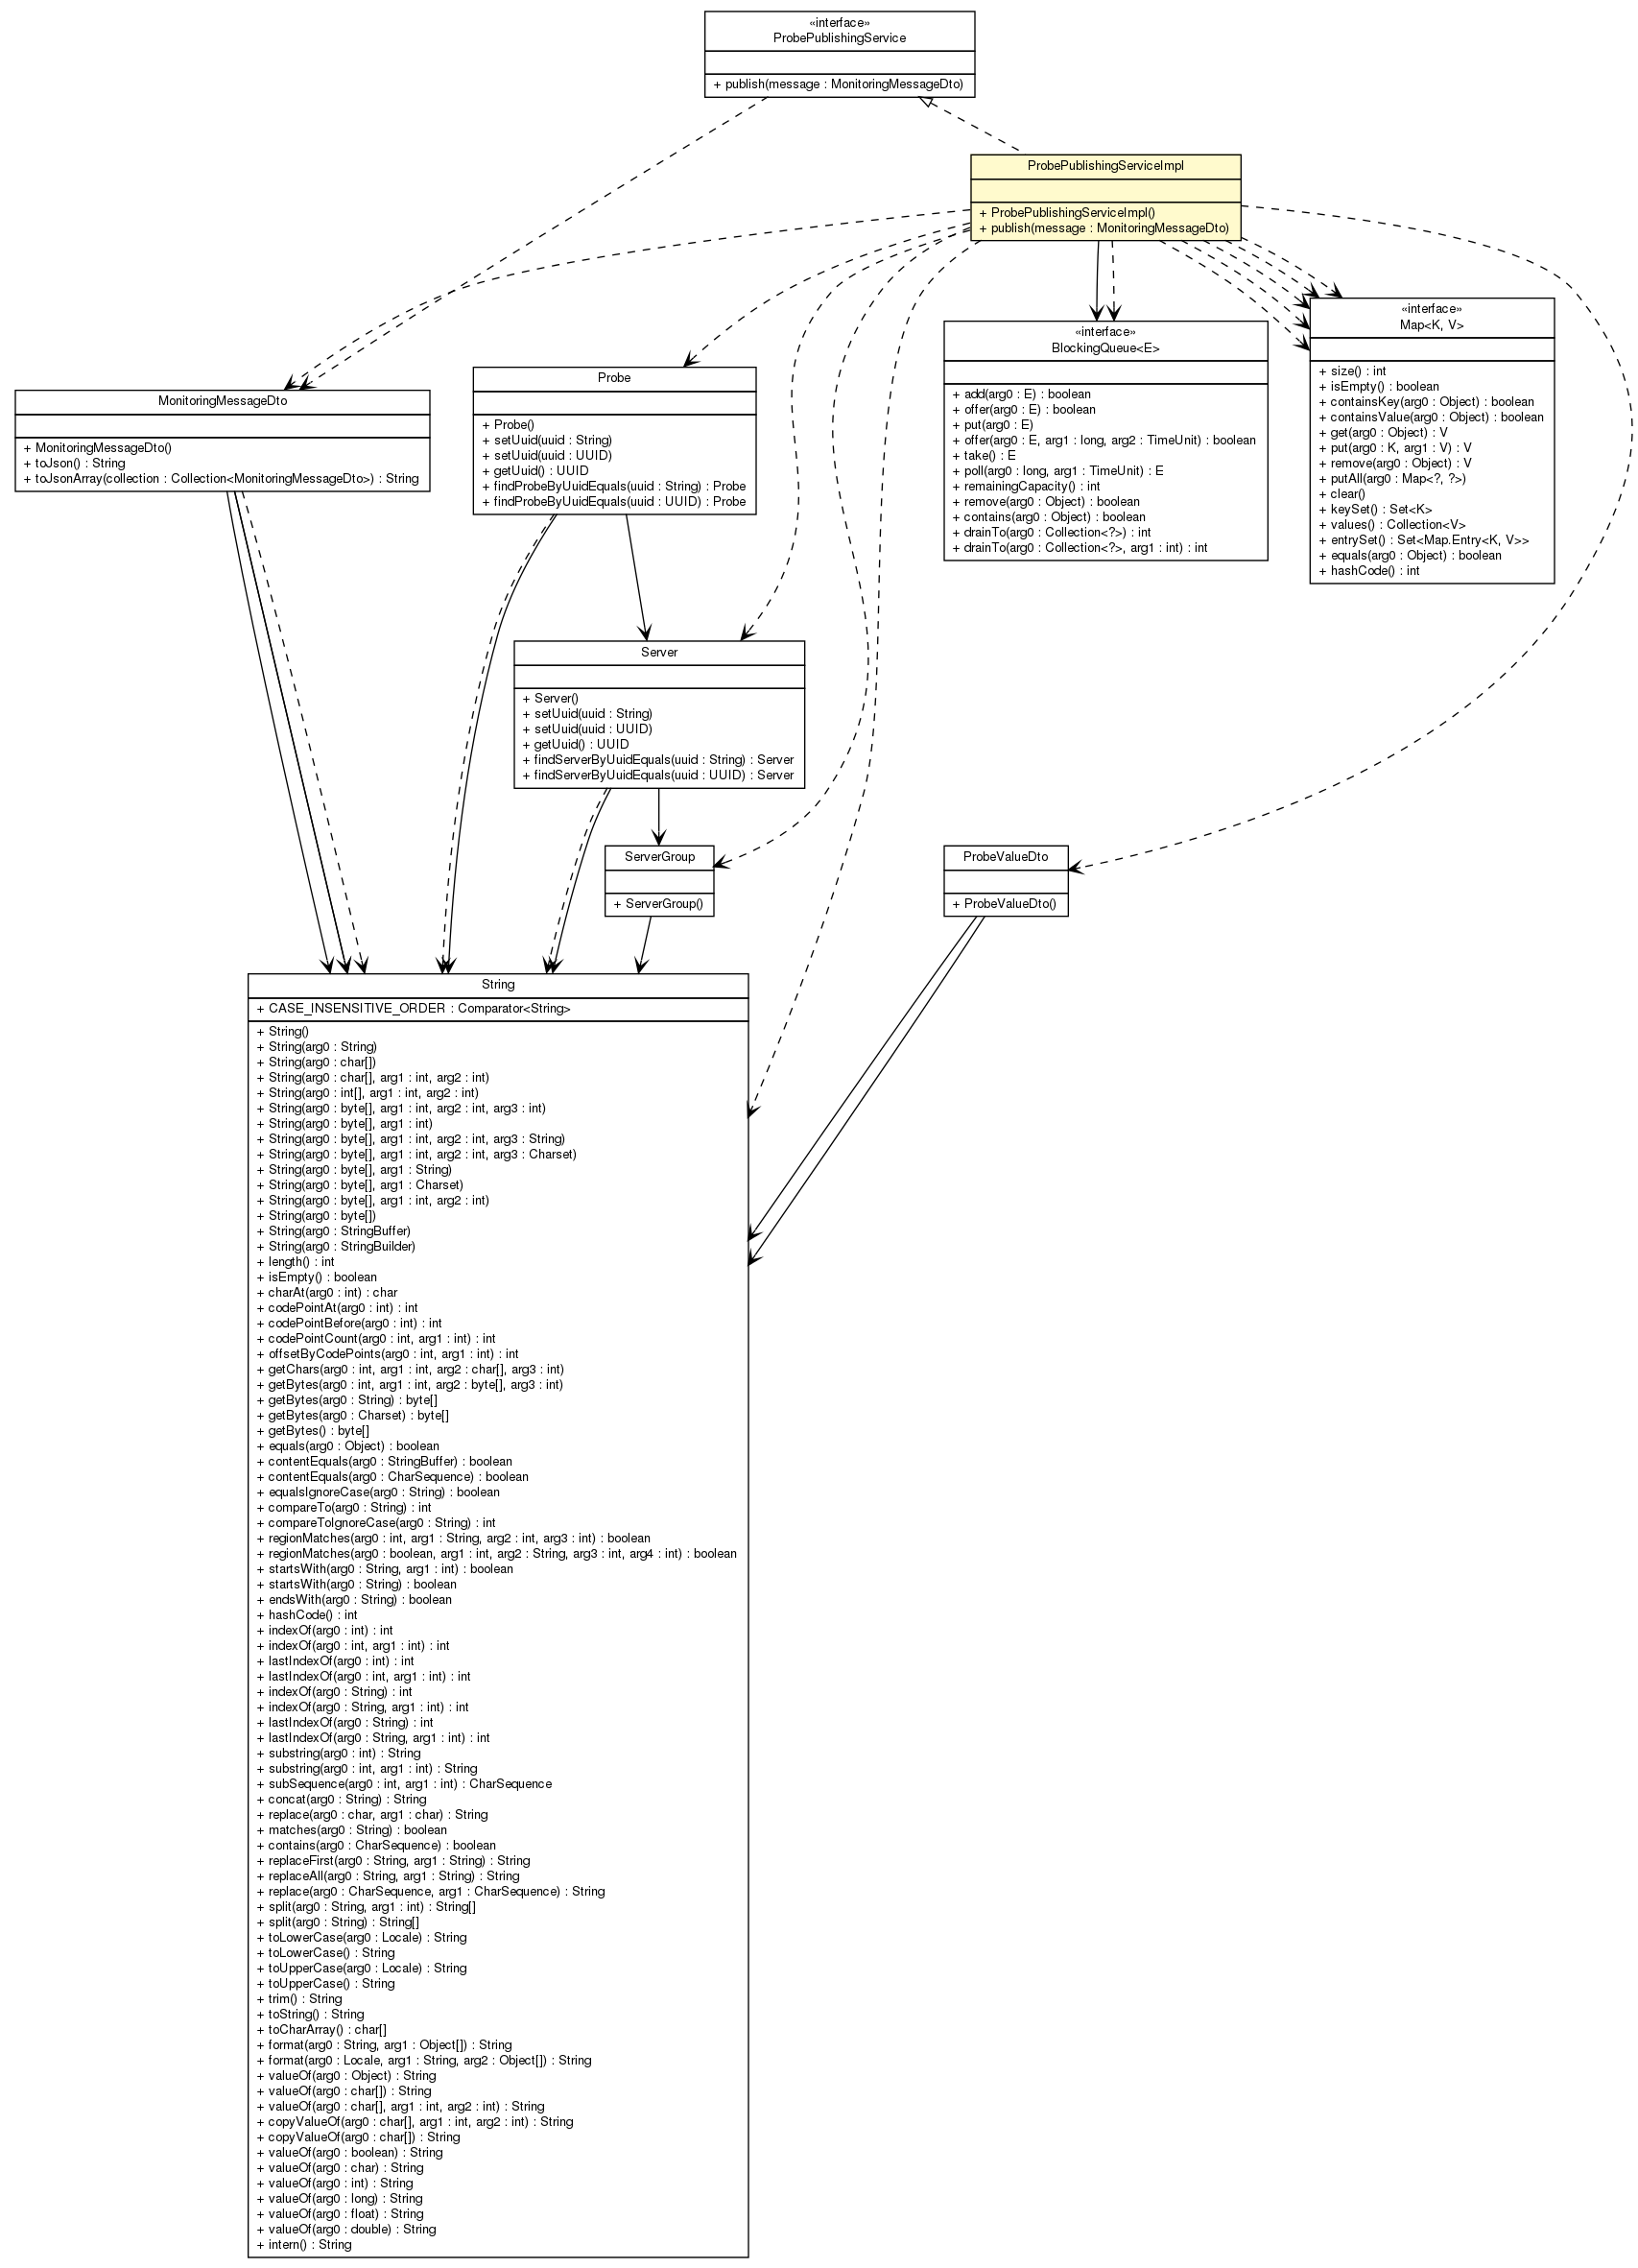 «interface»
ProbePublishingService
+ publish(message : MonitoringMessageDto)
ProbePublishingServiceImpl
+ ProbePublishingServiceImpl()
+ publish(message : MonitoringMessageDto)
«interface»
Map<K, V>
+ size() : int
+ isEmpty() : boolean
+ containsKey(arg0 : Object) : boolean
+ containsValue(arg0 : Object) : boolean
+ get(arg0 : Object) : V
+ put(arg0 : K, arg1 : V) : V
+ remove(arg0 : Object) : V
+ putAll(arg0 : Map<?, ?>)
+ clear()
+ keySet() : Set<K>
+ values() : Collection<V>
+ entrySet() : Set<Map.Entry<K, V>>
+ equals(arg0 : Object) : boolean
+ hashCode() : int
«interface»
BlockingQueue<E>
+ add(arg0 : E) : boolean
+ offer(arg0 : E) : boolean
+ put(arg0 : E)
+ offer(arg0 : E, arg1 : long, arg2 : TimeUnit) : boolean
+ take() : E
+ poll(arg0 : long, arg1 : TimeUnit) : E
+ remainingCapacity() : int
+ remove(arg0 : Object) : boolean
+ contains(arg0 : Object) : boolean
+ drainTo(arg0 : Collection<?>) : int
+ drainTo(arg0 : Collection<?>, arg1 : int) : int
Probe
+ Probe()
+ setUuid(uuid : String)
+ setUuid(uuid : UUID)
+ getUuid() : UUID
+ findProbeByUuidEquals(uuid : String) : Probe
+ findProbeByUuidEquals(uuid : UUID) : Probe
MonitoringMessageDto
+ MonitoringMessageDto()
+ toJson() : String
+ toJsonArray(collection : Collection<MonitoringMessageDto>) : String
Server
+ Server()
+ setUuid(uuid : String)
+ setUuid(uuid : UUID)
+ getUuid() : UUID
+ findServerByUuidEquals(uuid : String) : Server
+ findServerByUuidEquals(uuid : UUID) : Server
ServerGroup
+ ServerGroup()
ProbeValueDto
+ ProbeValueDto()
String
+ CASE_INSENSITIVE_ORDER : Comparator<String>
+ String()
+ String(arg0 : String)
+ String(arg0 : char[])
+ String(arg0 : char[], arg1 : int, arg2 : int)
+ String(arg0 : int[], arg1 : int, arg2 : int)
+ String(arg0 : byte[], arg1 : int, arg2 : int, arg3 : int)
+ String(arg0 : byte[], arg1 : int)
+ String(arg0 : byte[], arg1 : int, arg2 : int, arg3 : String)
+ String(arg0 : byte[], arg1 : int, arg2 : int, arg3 : Charset)
+ String(arg0 : byte[], arg1 : String)
+ String(arg0 : byte[], arg1 : Charset)
+ String(arg0 : byte[], arg1 : int, arg2 : int)
+ String(arg0 : byte[])
+ String(arg0 : StringBuffer)
+ String(arg0 : StringBuilder)
+ length() : int
+ isEmpty() : boolean
+ charAt(arg0 : int) : char
+ codePointAt(arg0 : int) : int
+ codePointBefore(arg0 : int) : int
+ codePointCount(arg0 : int, arg1 : int) : int
+ offsetByCodePoints(arg0 : int, arg1 : int) : int
+ getChars(arg0 : int, arg1 : int, arg2 : char[], arg3 : int)
+ getBytes(arg0 : int, arg1 : int, arg2 : byte[], arg3 : int)
+ getBytes(arg0 : String) : byte[]
+ getBytes(arg0 : Charset) : byte[]
+ getBytes() : byte[]
+ equals(arg0 : Object) : boolean
+ contentEquals(arg0 : StringBuffer) : boolean
+ contentEquals(arg0 : CharSequence) : boolean
+ equalsIgnoreCase(arg0 : String) : boolean
+ compareTo(arg0 : String) : int
+ compareToIgnoreCase(arg0 : String) : int
+ regionMatches(arg0 : int, arg1 : String, arg2 : int, arg3 : int) : boolean
+ regionMatches(arg0 : boolean, arg1 : int, arg2 : String, arg3 : int, arg4 : int) : boolean
+ startsWith(arg0 : String, arg1 : int) : boolean
+ startsWith(arg0 : String) : boolean
+ endsWith(arg0 : String) : boolean
+ hashCode() : int
+ indexOf(arg0 : int) : int
+ indexOf(arg0 : int, arg1 : int) : int
+ lastIndexOf(arg0 : int) : int
+ lastIndexOf(arg0 : int, arg1 : int) : int
+ indexOf(arg0 : String) : int
+ indexOf(arg0 : String, arg1 : int) : int
+ lastIndexOf(arg0 : String) : int
+ lastIndexOf(arg0 : String, arg1 : int) : int
+ substring(arg0 : int) : String
+ substring(arg0 : int, arg1 : int) : String
+ subSequence(arg0 : int, arg1 : int) : CharSequence
+ concat(arg0 : String) : String
+ replace(arg0 : char, arg1 : char) : String
+ matches(arg0 : String) : boolean
+ contains(arg0 : CharSequence) : boolean
+ replaceFirst(arg0 : String, arg1 : String) : String
+ replaceAll(arg0 : String, arg1 : String) : String
+ replace(arg0 : CharSequence, arg1 : CharSequence) : String
+ split(arg0 : String, arg1 : int) : String[]
+ split(arg0 : String) : String[]
+ toLowerCase(arg0 : Locale) : String
+ toLowerCase() : String
+ toUpperCase(arg0 : Locale) : String
+ toUpperCase() : String
+ trim() : String
+ toString() : String
+ toCharArray() : char[]
+ format(arg0 : String, arg1 : Object[]) : String
+ format(arg0 : Locale, arg1 : String, arg2 : Object[]) : String
+ valueOf(arg0 : Object) : String
+ valueOf(arg0 : char[]) : String
+ valueOf(arg0 : char[], arg1 : int, arg2 : int) : String
+ copyValueOf(arg0 : char[], arg1 : int, arg2 : int) : String
+ copyValueOf(arg0 : char[]) : String
+ valueOf(arg0 : boolean) : String
+ valueOf(arg0 : char) : String
+ valueOf(arg0 : int) : String
+ valueOf(arg0 : long) : String
+ valueOf(arg0 : float) : String
+ valueOf(arg0 : double) : String
+ intern() : String